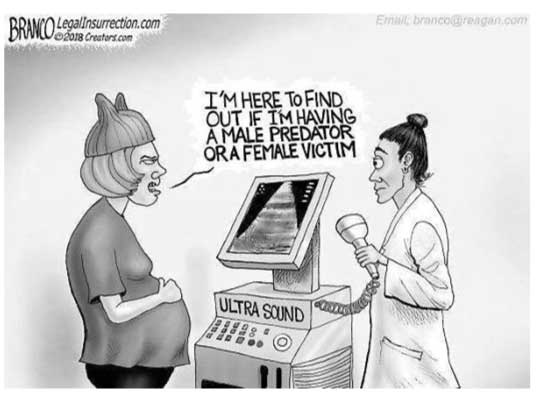 BRANCO LegalInsurrection.com
©2018 Creators.com
Email; branco@reagan.com
I'M HERE TO FIND
OUT IF I'M HAVING
A MALE PREDATOR
OR A FEMALE VICTIM
ULTRA SOUND